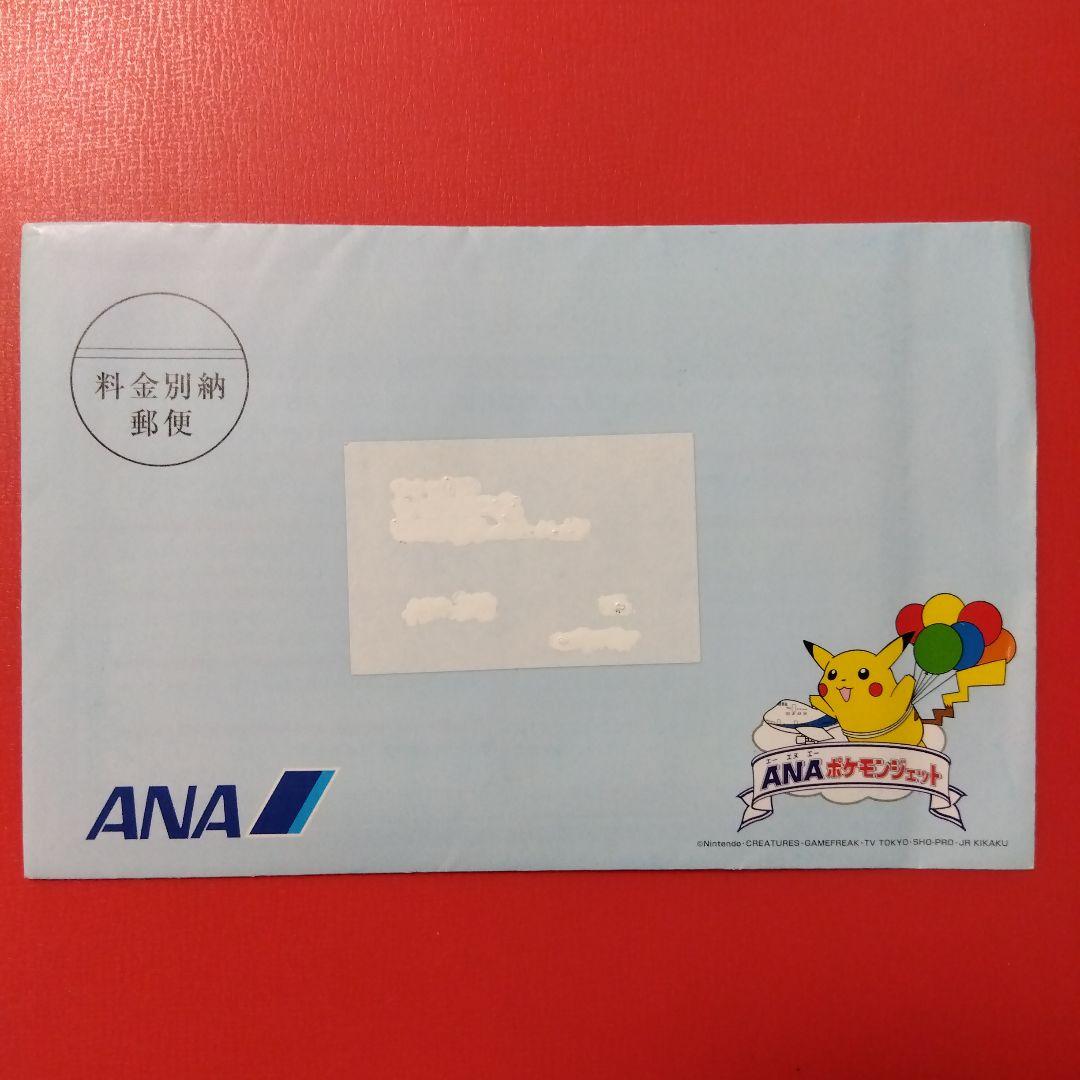 料金別納
郵便
ANA
エー エヌ エー
ANAポケモンジェット
©Nintendo・CREATURES・GAMEFREAK・TV TOKYO・SHO-PRO・JR KIKAKU